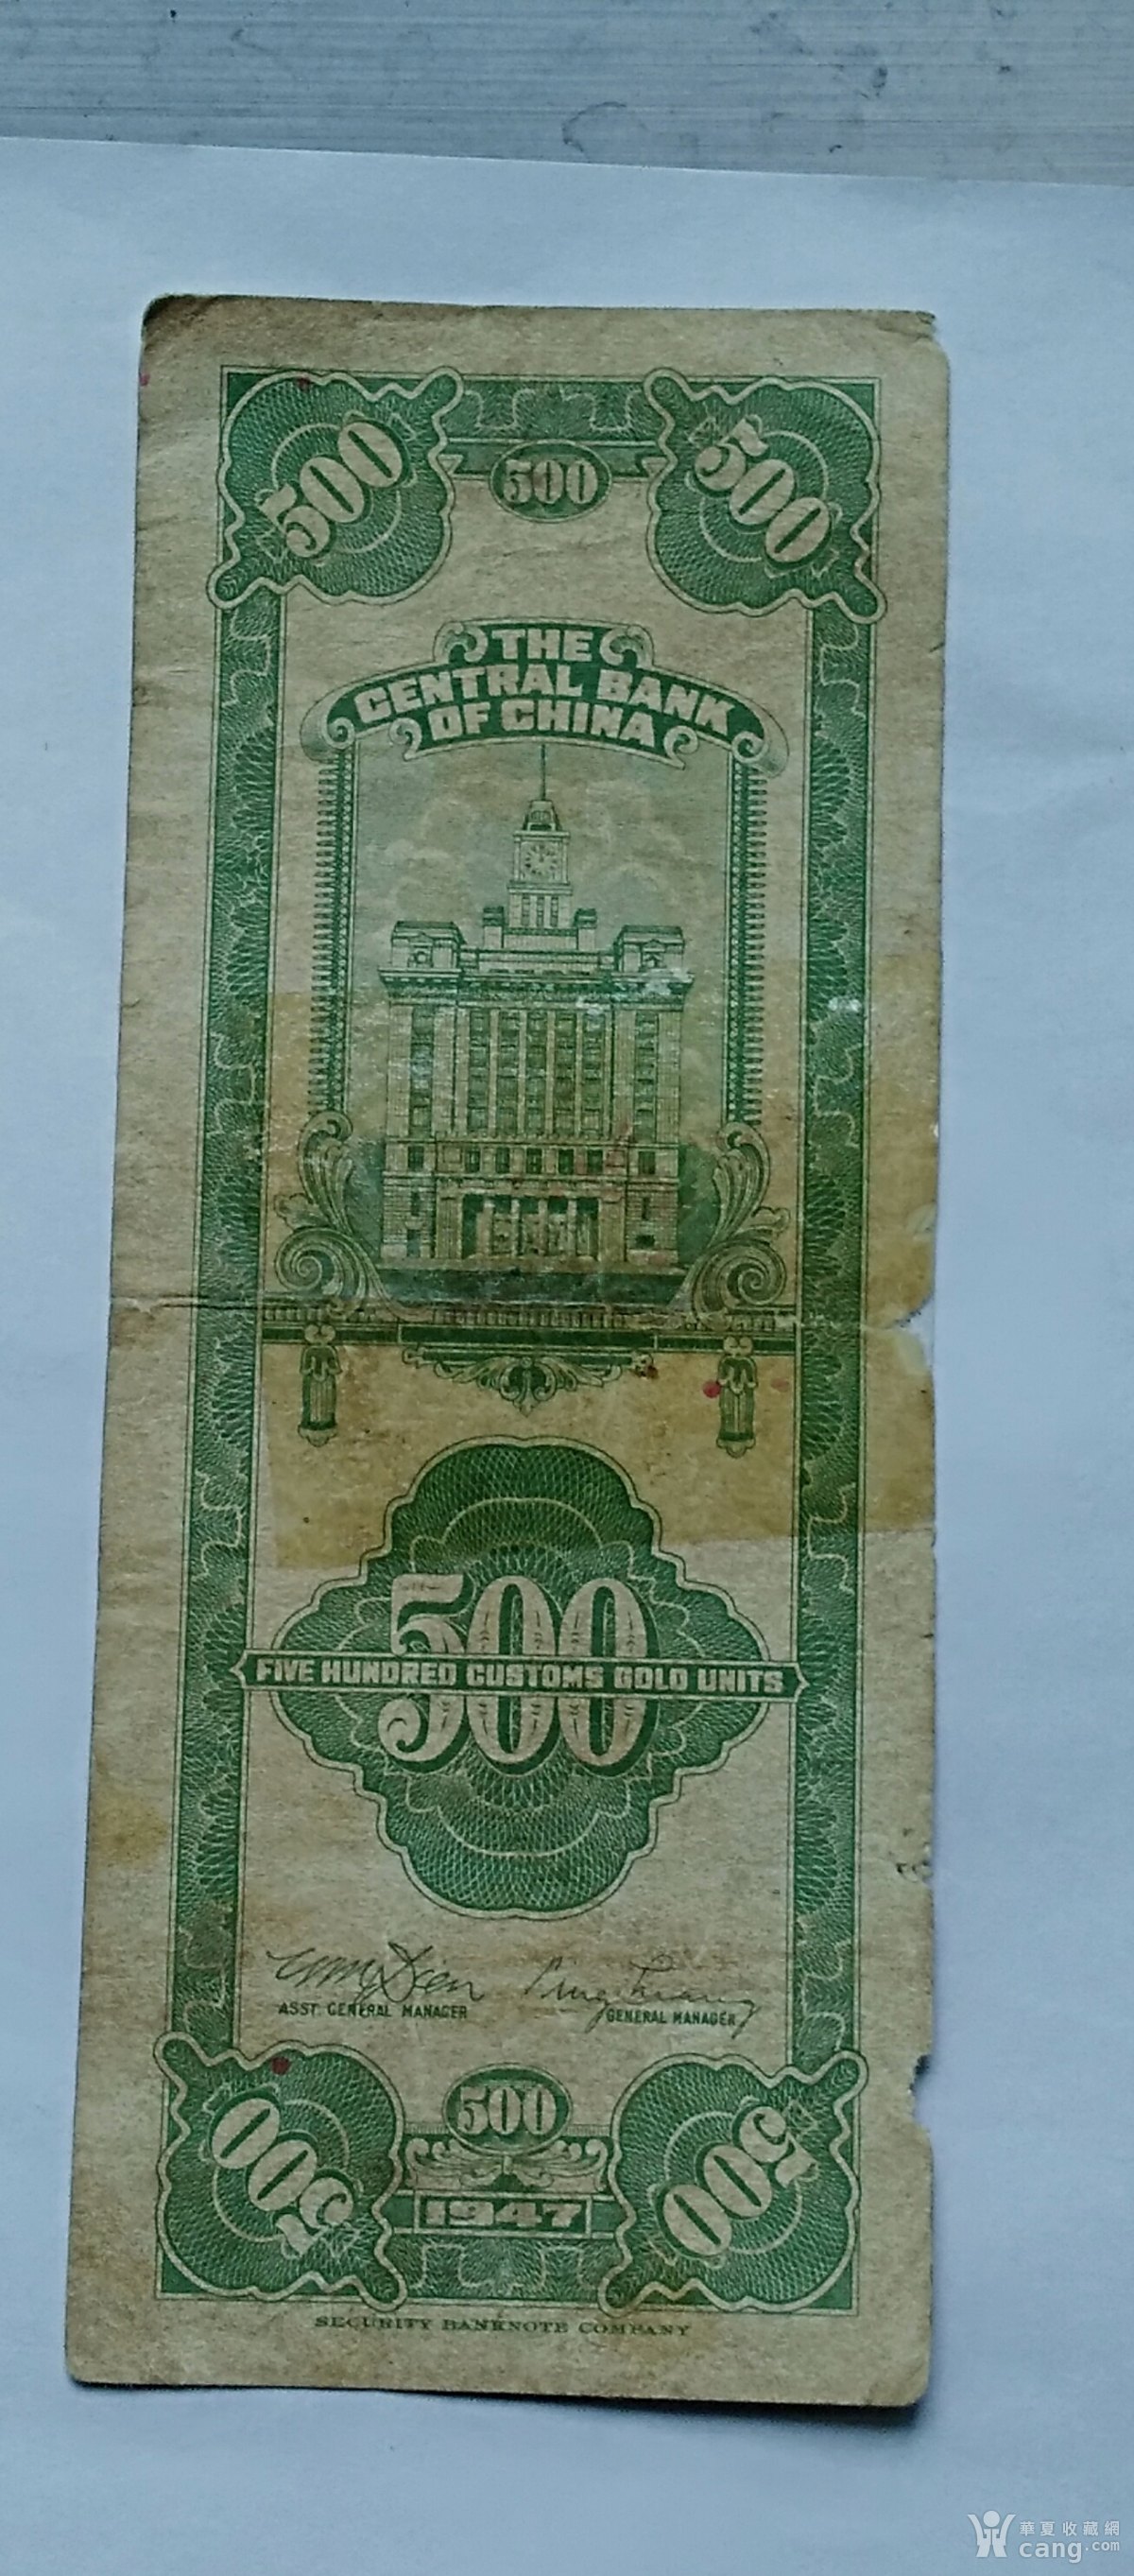 500 500 500
THE
CENTRAL BANK
OF CHINA
500
FIVE HUNDRED CUSTOMS GOLD UNITS
ASST GENERAL MANAGER GENERAL MANAGER
500 500 500
1947
SECURITY BANKNOTE COMPANY
華夏收藏網
cang.com